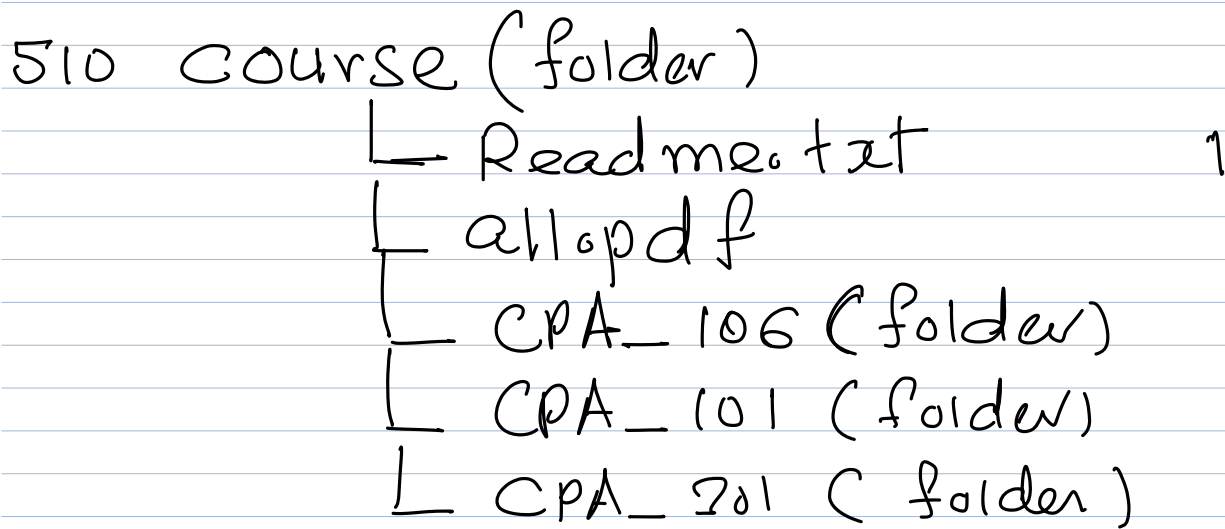 510 course (folder)
Readme.txt 1
all.pdf
CPA_106 (folder)
CPA_101 (folder)
CPA_201 (folder)